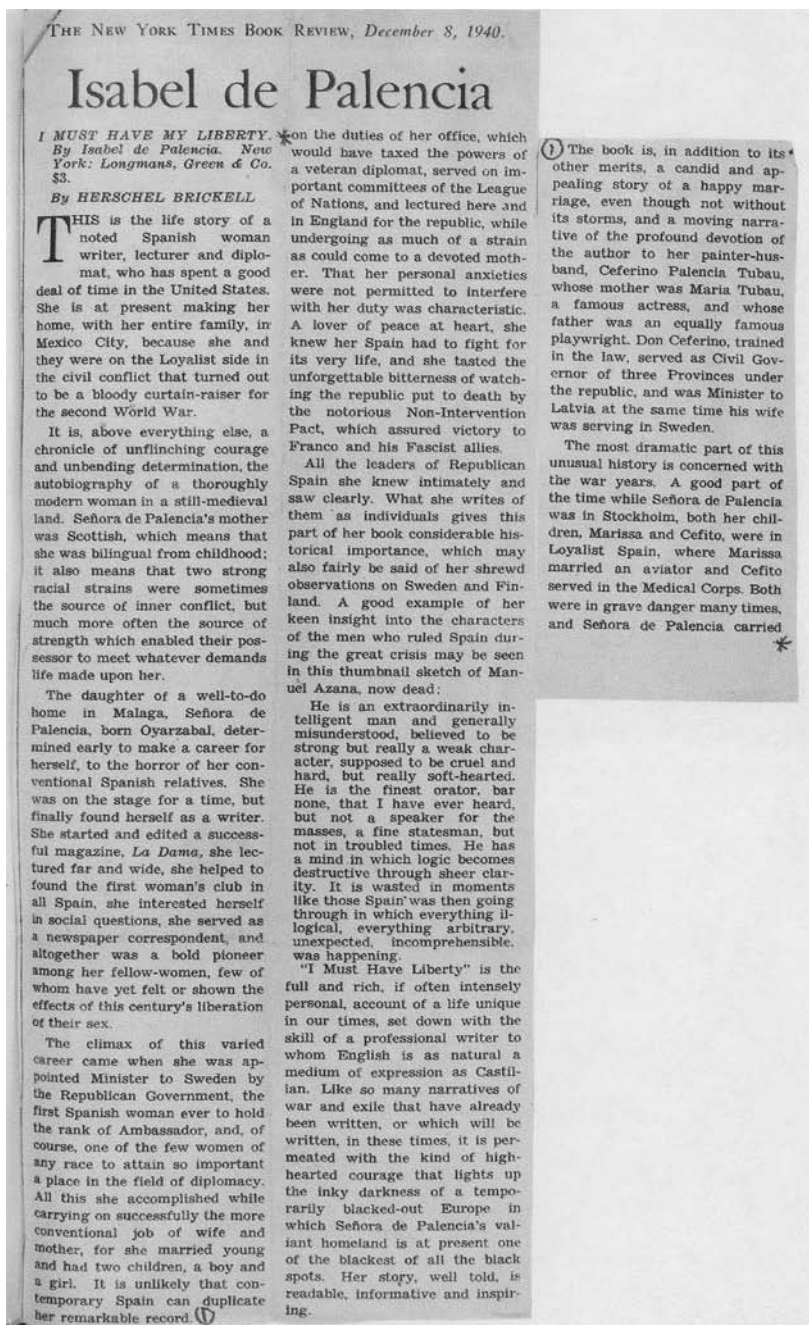 THE NEW YORK TIMES BOOK REVIEW, December 8, 1940.
Isabel de Palencia
I MUST HAVE MY LIBERTY.
By Isabel de Palencia. New
York: Longmans, Green & Co.
$3.
By HERSCHEL BRICKELL
THIS is the life story of a
noted Spanish woman
writer, lecturer and diplo-
mat, who has spent a good
deal of time in the United States.
She is at present making her
home, with her entire family, in
Mexico City, because she and
they were on the Loyalist side in
the civil conflict that turned out
to be a bloody curtain-raiser for
the second World War.
It is, above everything else, a
chronicle of unflinching courage
and unbending determination, the
autobiography of a thoroughly
modern woman in a still-medieval
land. Señora de Palencia's mother
was Scottish, which means that
she was bilingual from childhood;
it also means that two strong
racial strains were sometimes
the source of inner conflict, but
much more often the source of
strength which enabled their pos-
sessor to meet whatever demands
life made upon her.
The daughter of a well-to-do
home in Malaga, Señora de
Palencia, born Oyarzabal, deter-
mined early to make a career for
herself, to the horror of her con-
ventional Spanish relatives. She
was on the stage for a time, but
finally found herself as a writer.
She started and edited a success-
ful magazine, La Dama, she lec-
tured far and wide, she helped to
found the first woman's club in
all Spain, she interested herself
in social questions, she served as
a newspaper correspondent, and
altogether was a bold pioneer
among her fellow-women, few of
whom have yet felt or shown the
effects of this century's liberation
of their sex.
The climax of this varied
career came when she was ap-
pointed Minister to Sweden by
the Republican Government, the
first Spanish woman ever to hold
the rank of Ambassador, and, of
course, one of the few women of
any race to attain so important
a place in the field of diplomacy.
All this she accomplished while
carrying on successfully the more
conventional job of wife and
mother, for she married young
and had two children, a boy and
a girl. It is unlikely that con-
temporary Spain can duplicate
her remarkable record. (1)
(1) The book is, in addition to its
other merits, a candid and ap-
pealing story of a happy mar-
riage, even though not without
its storms, and a moving narra-
tive of the profound devotion of
the author to her painter-hus-
band, Ceferino Palencia Tubau,
whose mother was Maria Tubau,
a famous actress, and whose
father was an equally famous
playwright. Don Ceferino, trained
in the law, served as Civil Gov-
ernor of three Provinces under
the republic, and was Minister to
Latvia at the same time his wife
was serving in Sweden.
The most dramatic part of this
unusual history is concerned with
the war years. A good part of
the time while Señora de Palencia
was in Stockholm, both her chil-
dren, Marissa and Cefito, were in
Loyalist Spain, where Marissa
married an aviator and Cefito
served in the Medical Corps. Both
were in grave danger many times,
and Señora de Palencia carried
*
*on the duties of her office, which
would have taxed the powers of
a veteran diplomat, served on im-
portant committees of the League
of Nations, and lectured here and
in England for the republic, while
undergoing as much of a strain
as could come to a devoted moth-
er. That her personal anxieties
were not permitted to interfere
with her duty was characteristic.
A lover of peace at heart, she
knew her Spain had to fight for
its very life, and she tasted the
unforgettable bitterness of watch-
ing the republic put to death by
the notorious Non-Intervention
Pact, which assured victory to
Franco and his Fascist allies.
All the leaders of Republican
Spain she knew intimately and
saw clearly. What she writes of
them as individuals gives this
part of her book considerable his-
torical importance, which may
also fairly be said of her shrewd
observations on Sweden and Fin-
land. A good example of her
keen insight into the characters
of the men who ruled Spain dur-
ing the great crisis may be seen
in this thumbnail sketch of Man-
uel Azana, now dead:
He is an extraordinarily in-
telligent man and generally
misunderstood, believed to be
strong but really a weak char-
acter, supposed to be cruel and
hard, but really soft-hearted.
He is the finest orator, bar
none, that I have ever heard,
but not a speaker for the
masses, a fine statesman, but
not in troubled times. He has
a mind in which logic becomes
destructive through sheer clar-
ity. It is wasted in moments
like those Spain was then going
through in which everything il-
logical, everything arbitrary,
unexpected, incomprehensible,
was happening.
"I Must Have Liberty" is the
full and rich, if often intensely
personal, account of a life unique
in our times, set down with the
skill of a professional writer to
whom English is as natural a
medium of expression as Castil-
ian. Like so many narratives of
war and exile that have already
been written, or which will be
written, in these times, it is per-
meated with the kind of high-
hearted courage that lights up
the inky darkness of a tempo-
rarily blacked-out Europe in
which Señora de Palencia's val-
iant homeland is at present one
of the blackest of all the black
spots. Her story, well told, is
readable, informative and inspir-
ing.